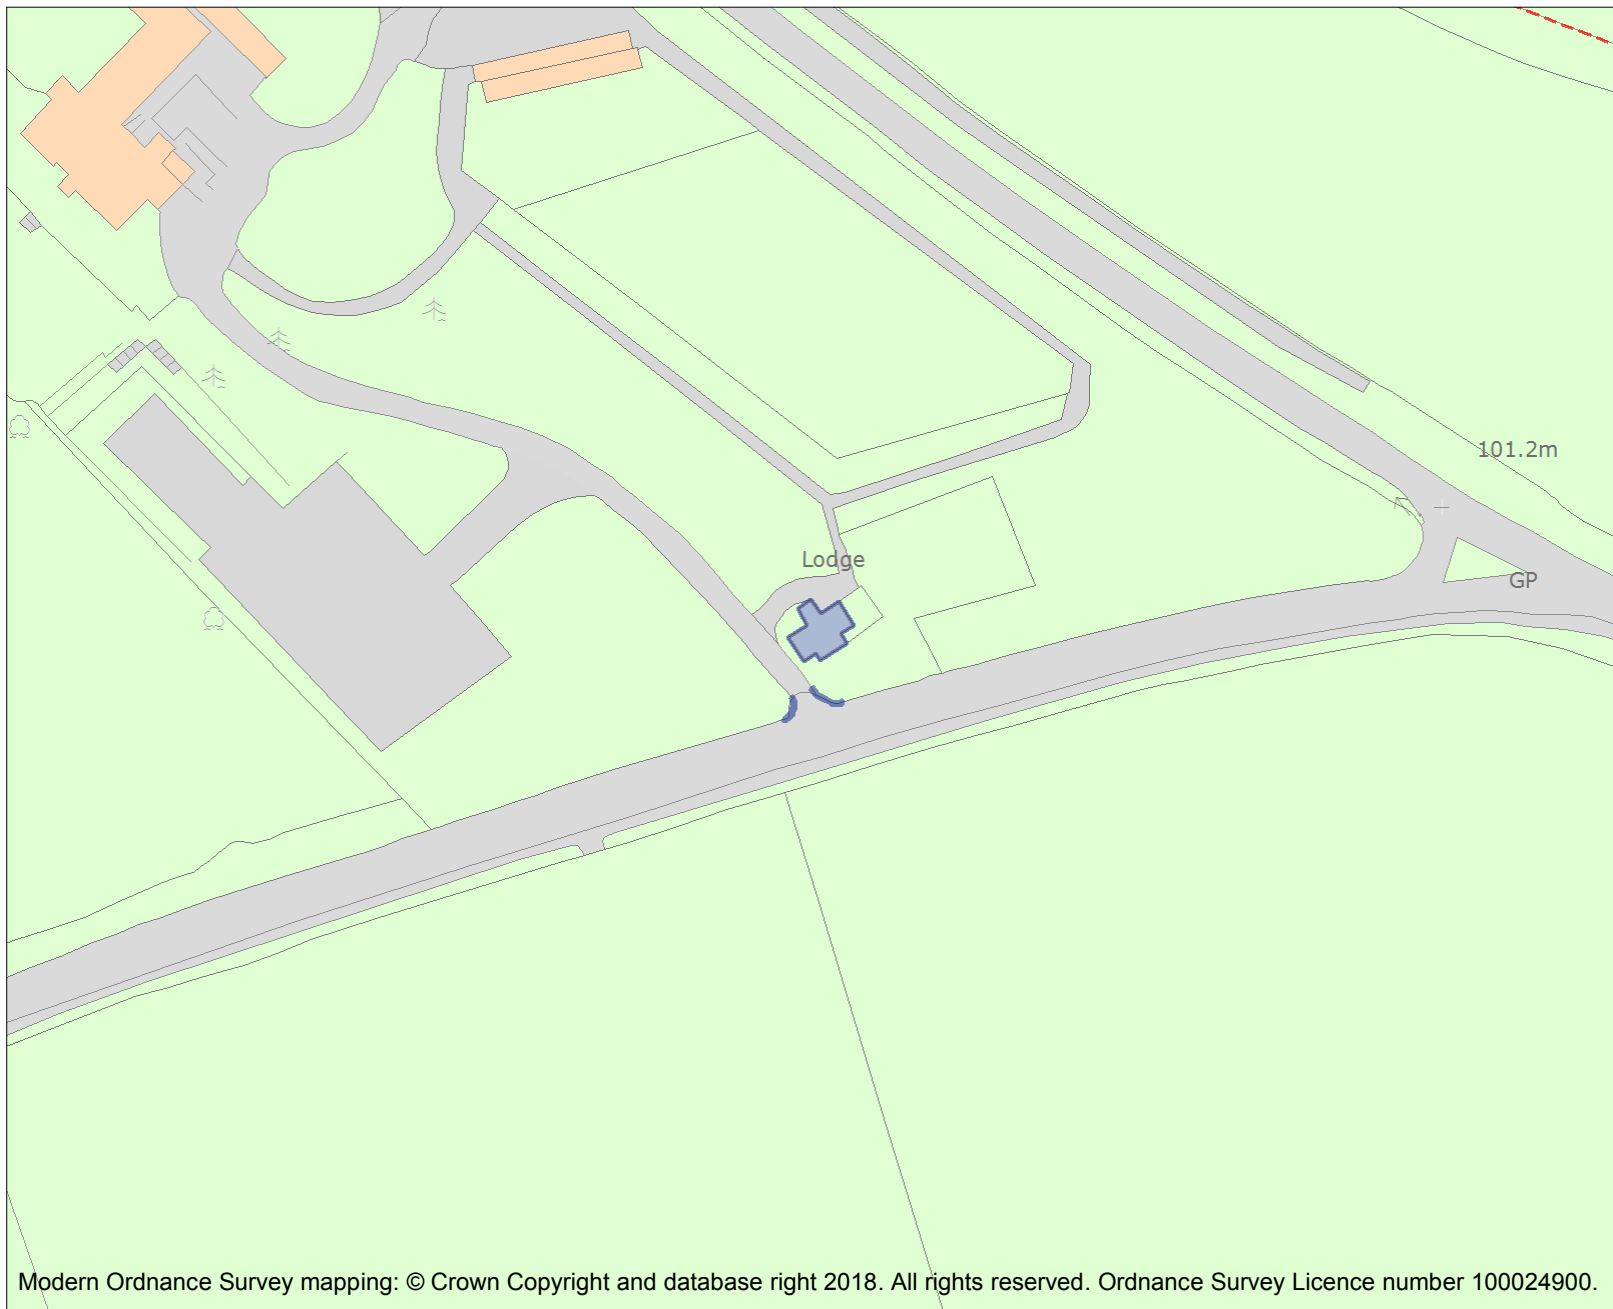 101.2m
Lodge
GP
Modern Ordnance Survey mapping: © Crown Copyright and database right 2018. All rights reserved. Ordnance Survey Licence number 100024900.